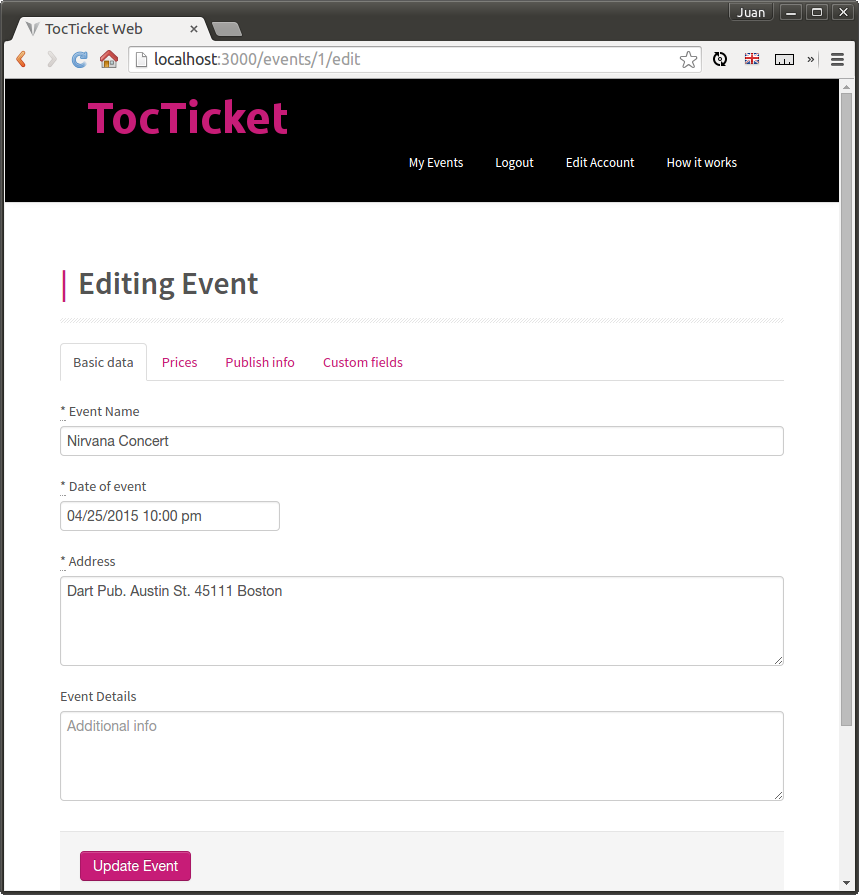 Juan
TocTicket Web
localhost:3000/events/1/edit
»
TocTicket
My Events Logout Edit Account How it works
Editing Event
Basic data Prices Publish info Custom fields
* Event Name
Nirvana Concert
* Date of event
04/25/2015 10:00 pm
* Address
Dart Pub. Austin St. 45111 Boston
Event Details
Additional info
Update Event